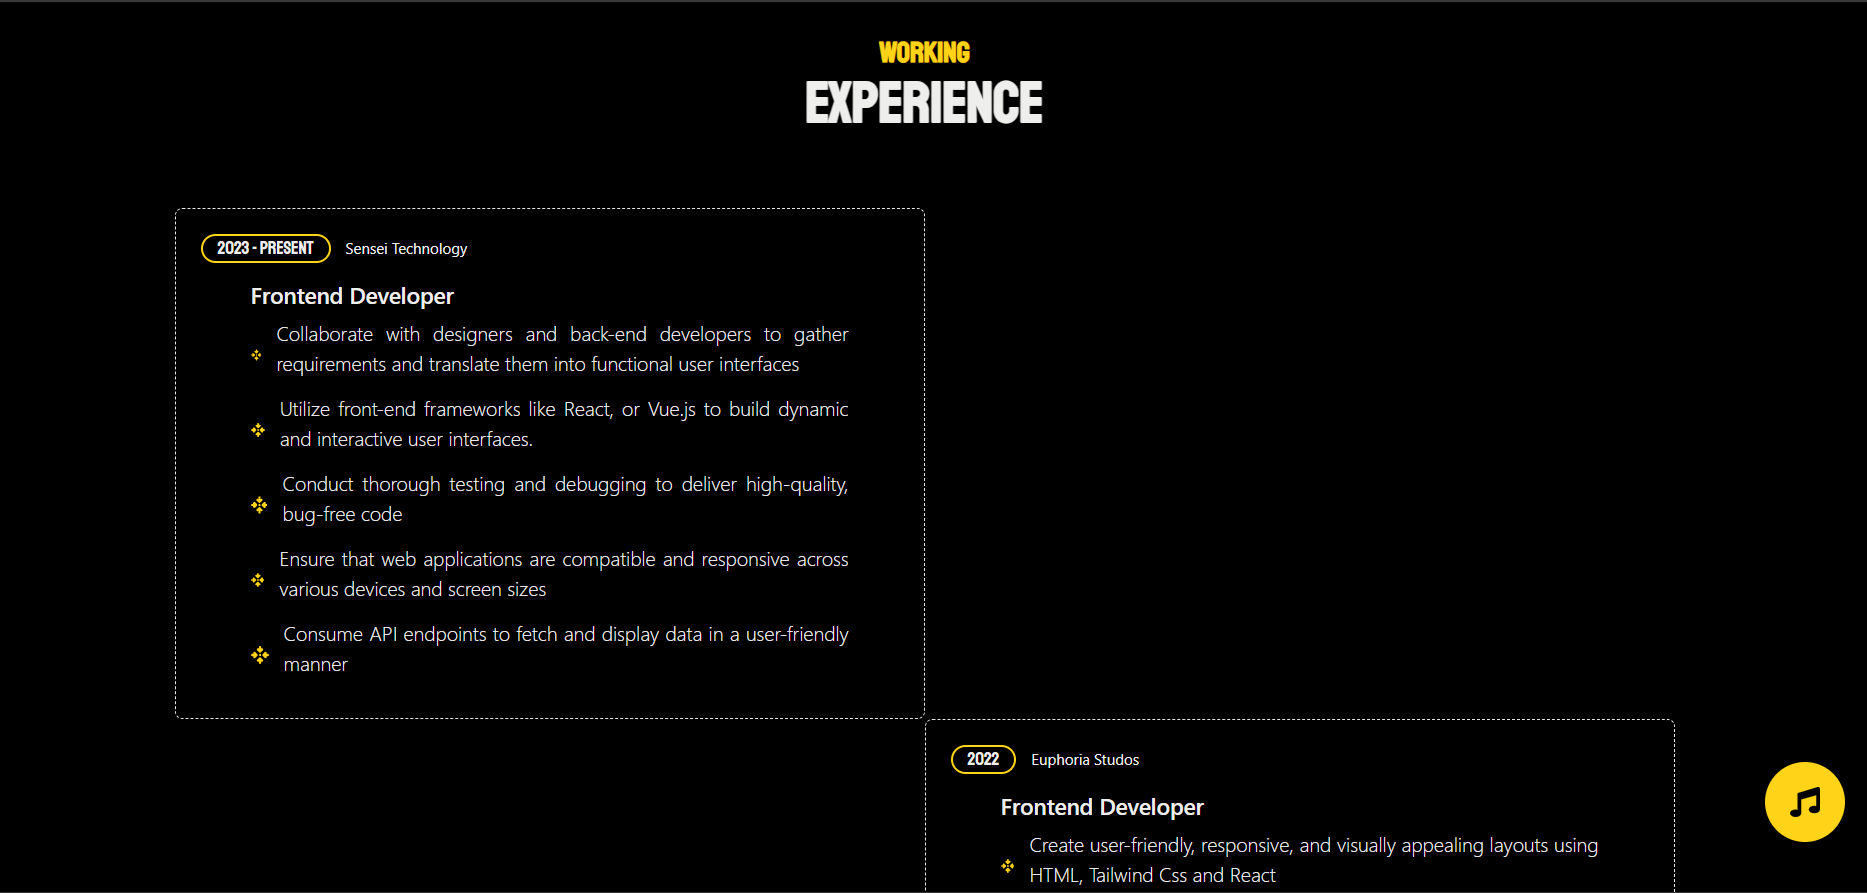 WORKING
EXPERIENCE
2023 - PRESENT Sensei Technology
Frontend Developer
Collaborate with designers and back-end developers to gather
requirements and translate them into functional user interfaces
Utilize front-end frameworks like React, or Vue.js to build dynamic
and interactive user interfaces.
Conduct thorough testing and debugging to deliver high-quality,
bug-free code
Ensure that web applications are compatible and responsive across
various devices and screen sizes
Consume API endpoints to fetch and display data in a user-friendly
manner
2022 Euphoria Studos
Frontend Developer
Create user-friendly, responsive, and visually appealing layouts using
HTML, Tailwind Css and React